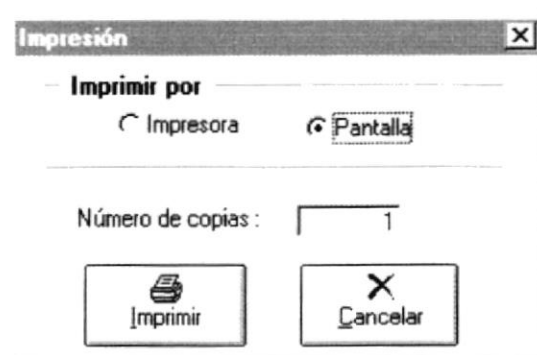 Impresión
Imprimir por
Impresora Pantalla
Número de copias : 1
Imprimir Cancelar